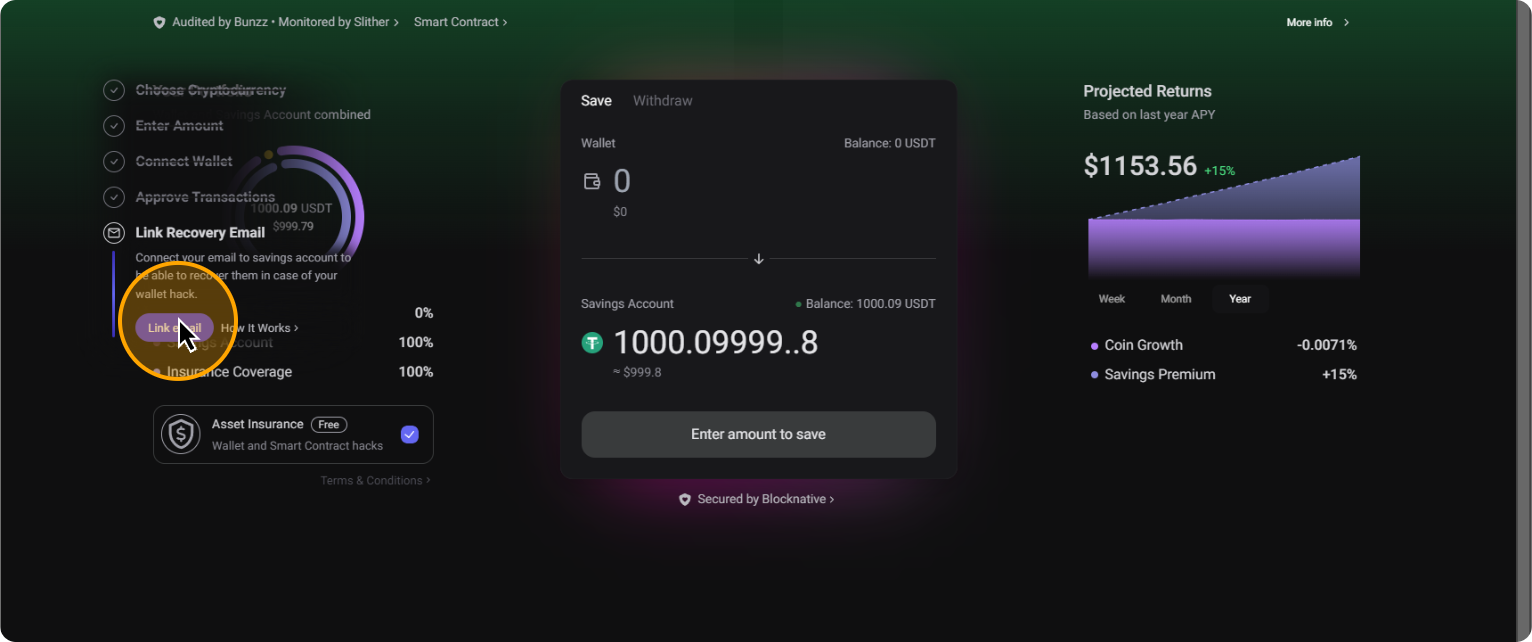 Audited by Bunzz • Monitored by Slither >
Smart Contract >
More info >
Choose Cryptocurrency
Account combined
Enter Amount
Connect Wallet
Approve Transactions
1000.09 USDT
$999.79
Link Recovery Email
Connect your email to savings account to
be able to recover them in case of your
wallet hack.
Link email
How It Works >
0%
Savings Account
100%
Insurance Coverage
100%
Asset Insurance
Free
Wallet and Smart Contract hacks
Terms & Conditions >
Save
Withdraw
Wallet
Balance: 0 USDT
0
$0
Savings Account
Balance: 1000.09 USDT
1000.09999..8
≈ $999.8
Enter amount to save
Secured by Blocknative >
Projected Returns
Based on last year APY
$1153.56 +15%
Week
Month
Year
Coin Growth
-0.0071%
Savings Premium
+15%